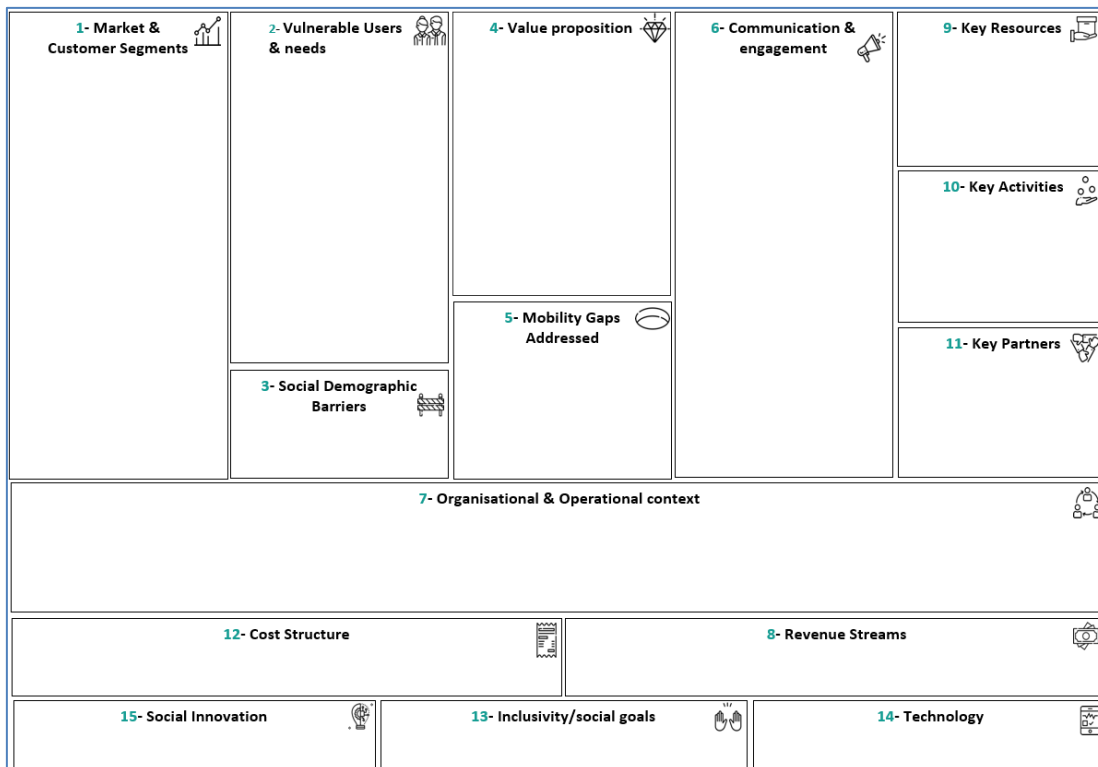 1- Market &
Customer Segments
2- Vulnerable Users
& needs
4- Value proposition
6- Communication &
engagement
9- Key Resources
10- Key Activities
5- Mobility Gaps
Addressed
11- Key Partners
3- Social Demographic
Barriers
7- Organisational & Operational context
12- Cost Structure
8- Revenue Streams
15- Social Innovation
13- Inclusivity/social goals
14- Technology